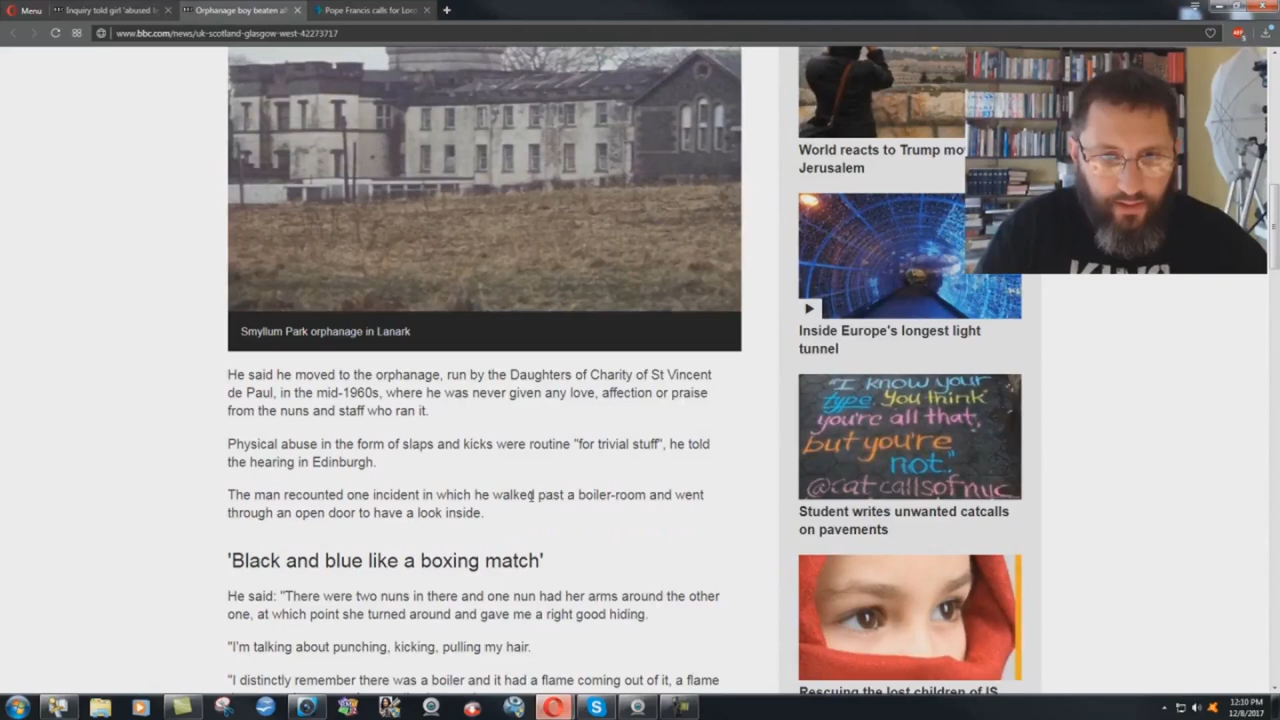 Menu
Inquiry told girl 'abused b
Orphanage boy beaten af
Pope Francis calls for Lord
www.bbc.com/news/uk-scotland-glasgow-west-42273717
Smyllum Park orphanage in Lanark
He said he moved to the orphanage, run by the Daughters of Charity of St Vincent
de Paul, in the mid-1960s, where he was never given any love, affection or praise
from the nuns and staff who ran it.
Physical abuse in the form of slaps and kicks were routine "for trivial stuff", he told
the hearing in Edinburgh.
The man recounted one incident in which he walked past a boiler-room and went
through an open door to have a look inside.
'Black and blue like a boxing match'
He said: "There were two nuns in there and one nun had her arms around the other
one, at which point she turned around and gave me a right good hiding.
"I'm talking about punching, kicking, pulling my hair.
"I distinctly remember there was a boiler and it had a flame coming out of it, a flame
World reacts to Trump mo
Jerusalem
Inside Europe's longest light
tunnel
"I know your
type. You think
you're all that,
but you're
not."
@catcallsofnyc
Student writes unwanted catcalls
on pavements
Rescuing the lost children of IS
12:10 PM
12/8/2017